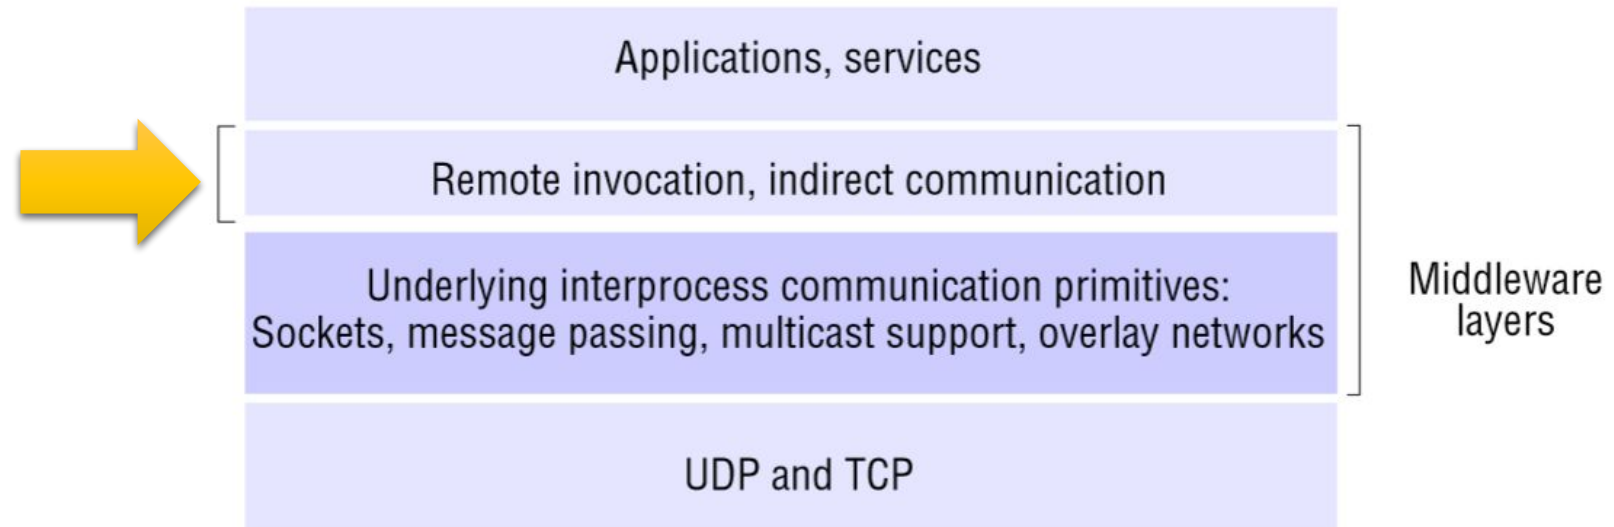 Applications, services
Remote invocation, indirect communication
Underlying interprocess communication primitives:
Sockets, message passing, multicast support, overlay networks
Middleware
layers
UDP and TCP